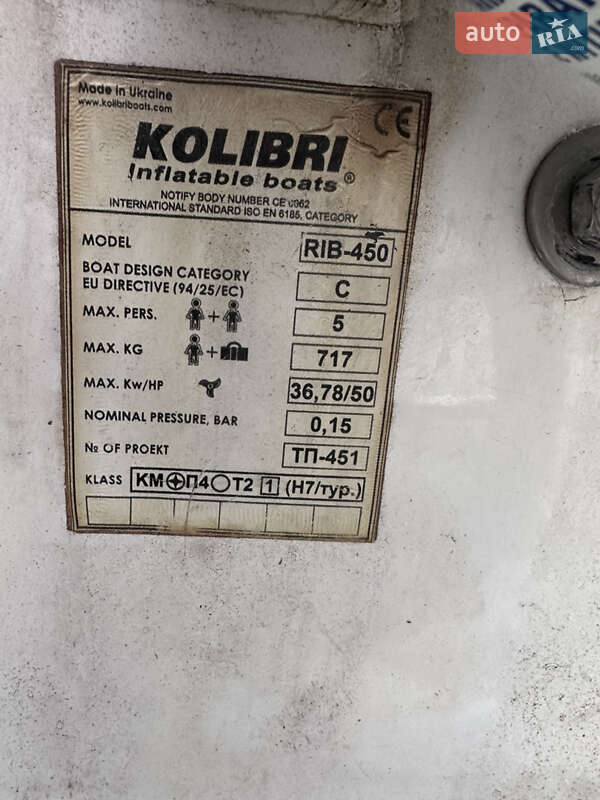 auto RIA.com
Made in Ukraine
www.kolibriboats.com
CE
KOLIBRI
Inflatable boats®
NOTIFY BODY NUMBER CE 0062
INTERNATIONAL STANDARD ISO EN 6185, CATEGORY
MODEL RIB-450
BOAT DESIGN CATEGORY
EU DIRECTIVE (94/25/EC) C
MAX. PERS. + 5
MAX. KG + 717
MAX. Kw/HP 36,78/50
NOMINAL PRESSURE, BAR 0,15
№ OF PROEKT ТП-451
KLASS КМ П4 Т2 1 (Н7/тур.)